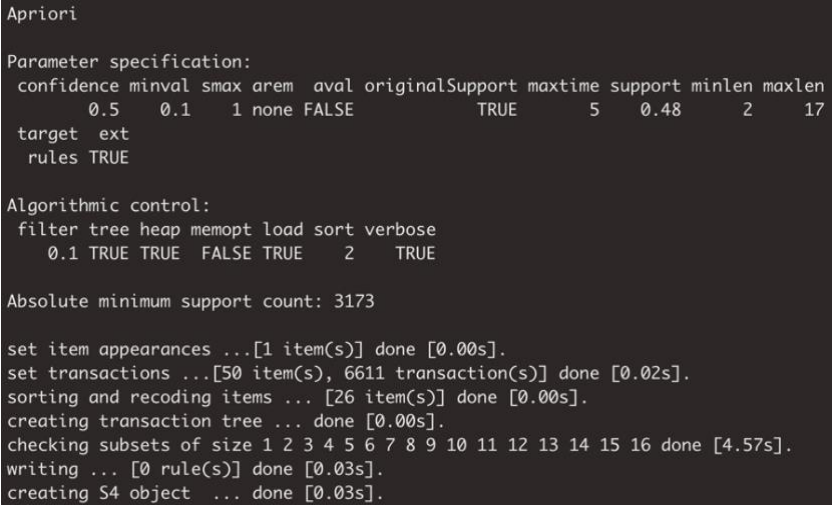 Apriori
Parameter specification:
confidence minval smax arem aval originalSupport maxtime support minlen maxlen
0.5 0.1 1 none FALSE TRUE 5 0.48 2 17
target ext
rules TRUE
Algorithmic control:
filter tree heap memopt load sort verbose
0.1 TRUE TRUE FALSE TRUE 2 TRUE
Absolute minimum support count: 3173
set item appearances ...[1 item(s)] done [0.00s].
set transactions ...[50 item(s), 6611 transaction(s)] done [0.02s].
sorting and recoding items ... [26 item(s)] done [0.00s].
creating transaction tree ... done [0.00s].
checking subsets of size 1 2 3 4 5 6 7 8 9 10 11 12 13 14 15 16 done [4.57s].
writing ... [0 rule(s)] done [0.03s].
creating S4 object ... done [0.03s].